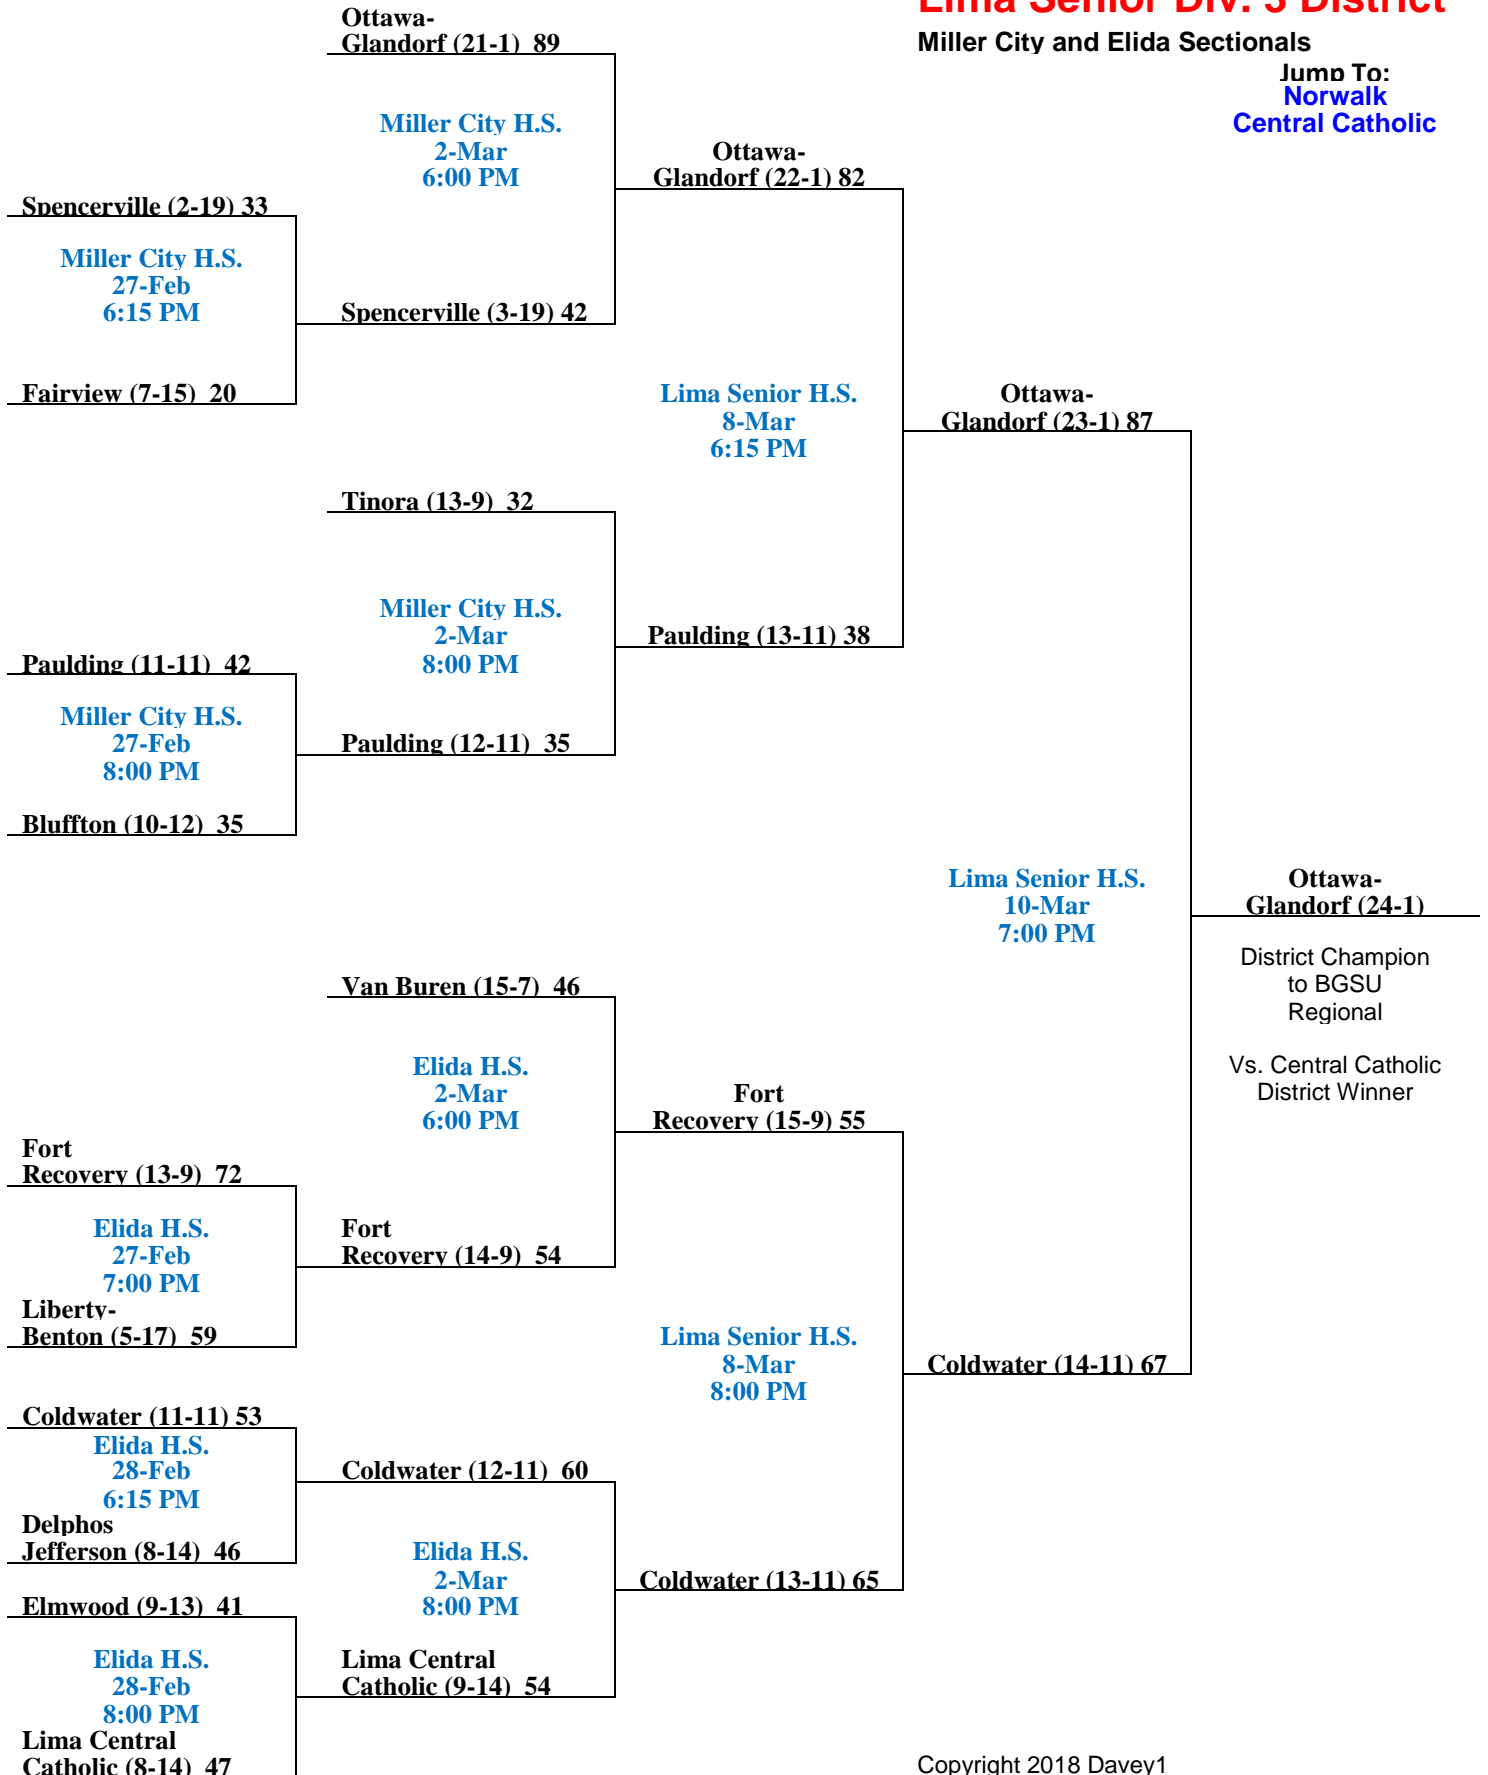 Lima Senior Div. 3 District
Miller City and Elida Sectionals
Jump To:
Norwalk
Central Catholic
Ottawa-
Glandorf (21-1) 89
Miller City H.S.
2-Mar
6:00 PM
Ottawa-
Glandorf (22-1) 82
Spencerville (2-19) 33
Miller City H.S.
27-Feb
6:15 PM
Spencerville (3-19) 42
Fairview (7-15) 20
Lima Senior H.S.
8-Mar
6:15 PM
Ottawa-
Glandorf (23-1) 87
Tinora (13-9) 32
Miller City H.S.
2-Mar
8:00 PM
Paulding (13-11) 38
Paulding (11-11) 42
Miller City H.S.
27-Feb
8:00 PM
Paulding (12-11) 35
Bluffton (10-12) 35
Lima Senior H.S.
10-Mar
7:00 PM
Ottawa-
Glandorf (24-1)
District Champion
to BGSU
Regional
Vs. Central Catholic
District Winner
Van Buren (15-7) 46
Elida H.S.
2-Mar
6:00 PM
Fort
Recovery (15-9) 55
Fort
Recovery (13-9) 72
Elida H.S.
27-Feb
7:00 PM
Fort
Recovery (14-9) 54
Liberty-
Benton (5-17) 59
Lima Senior H.S.
8-Mar
8:00 PM
Coldwater (14-11) 67
Coldwater (11-11) 53
Elida H.S.
28-Feb
6:15 PM
Coldwater (12-11) 60
Delphos
Jefferson (8-14) 46
Elida H.S.
2-Mar
8:00 PM
Coldwater (13-11) 65
Elmwood (9-13) 41
Elida H.S.
28-Feb
8:00 PM
Lima Central
Catholic (9-14) 54
Lima Central
Catholic (8-14) 47
Copyright 2018 Davey1